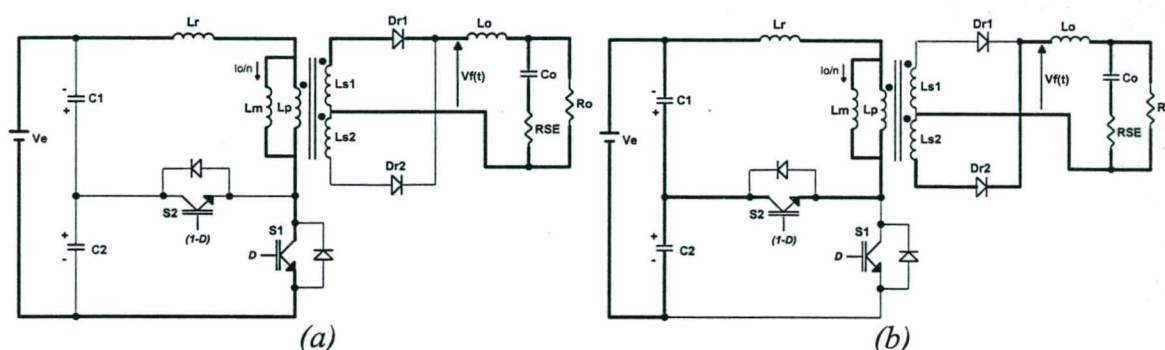 Lr
Dr1
Lo
Io/n
Lm
Lp
Ls1
Ls2
Vf(t)
Co
Ro
RSE
C1
Ve
Dr2
S2
(1-D)
S1
D
C2
(a)
Lr
Dr1
Lo
Io/n
Lm
Lp
Ls1
Ls2
Vf(t)
Co
R
RSE
C1
Ve
Dr2
S2
(1-D)
S1
D
C2
(b)